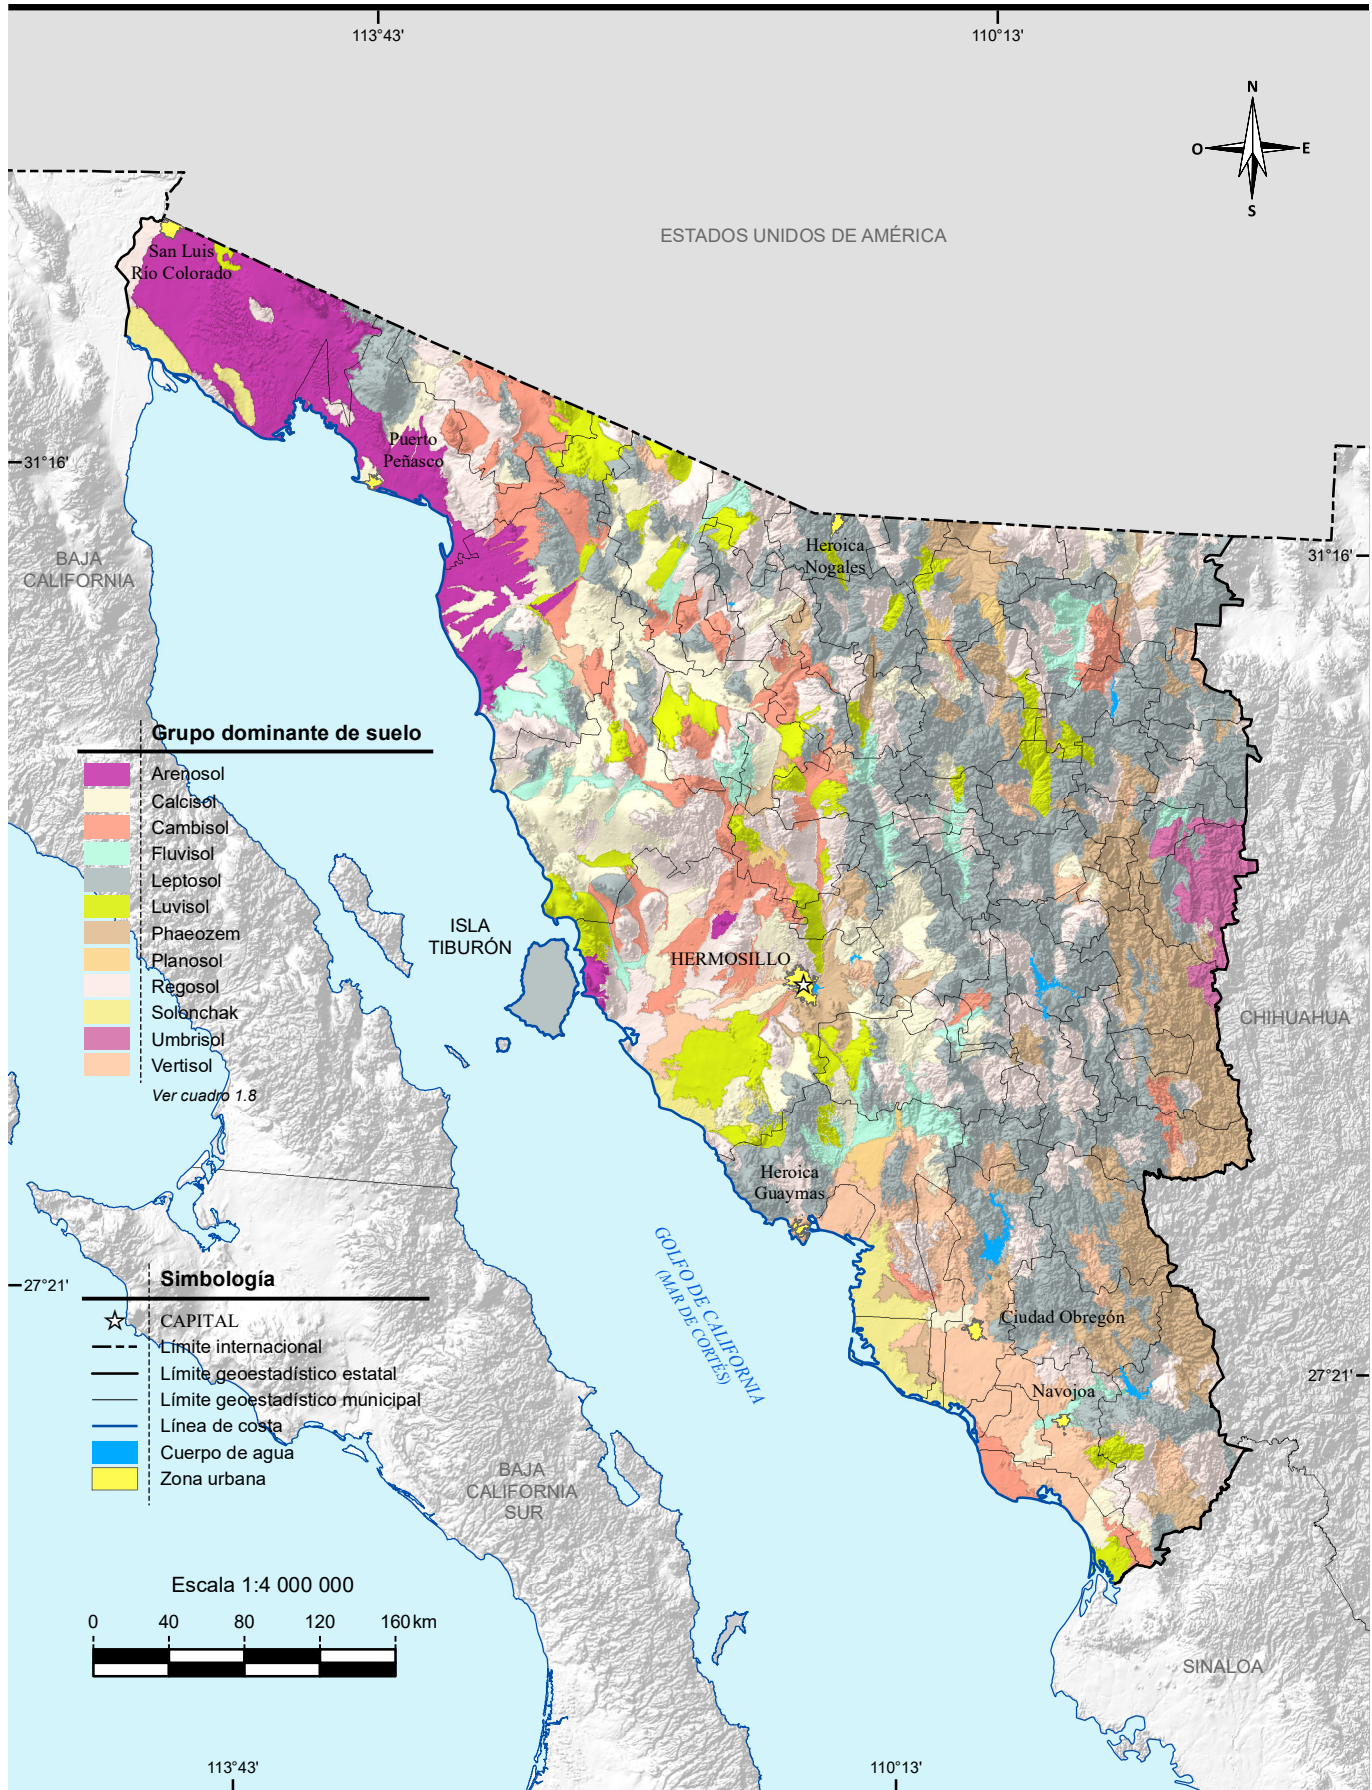 113°43'
110°13'
N
O
E
S
ESTADOS UNIDOS DE AMÉRICA
San Luis
Río Colorado
Puerto
Peñasco
31°16'
BAJA
CALIFORNIA
Heroica
Nogales
31°16'
Grupo dominante de suelo
Arenosol
Calcisol
Cambisol
Fluvisol
Leptosol
Luvisol
Phaeozem
Planosol
Regosol
Solonchak
Umbrisol
Vertisol
Ver cuadro 1.8
ISLA
TIBURÓN
HERMOSILLO
CHIHUAHUA
Heroica
Guaymas
GOLFO DE CALIFORNIA
(MAR DE CORTÉS)
27°21'
Ciudad Obregón
27°21'
Navojoa
Simbología
CAPITAL
Límite internacional
Límite geoestadístico estatal
Límite geoestadístico municipal
Línea de costa
Cuerpo de agua
Zona urbana
BAJA
CALIFORNIA
SUR
Escala 1:4 000 000
0 40 80 120 160 km
SINALOA
113°43'
110°13'